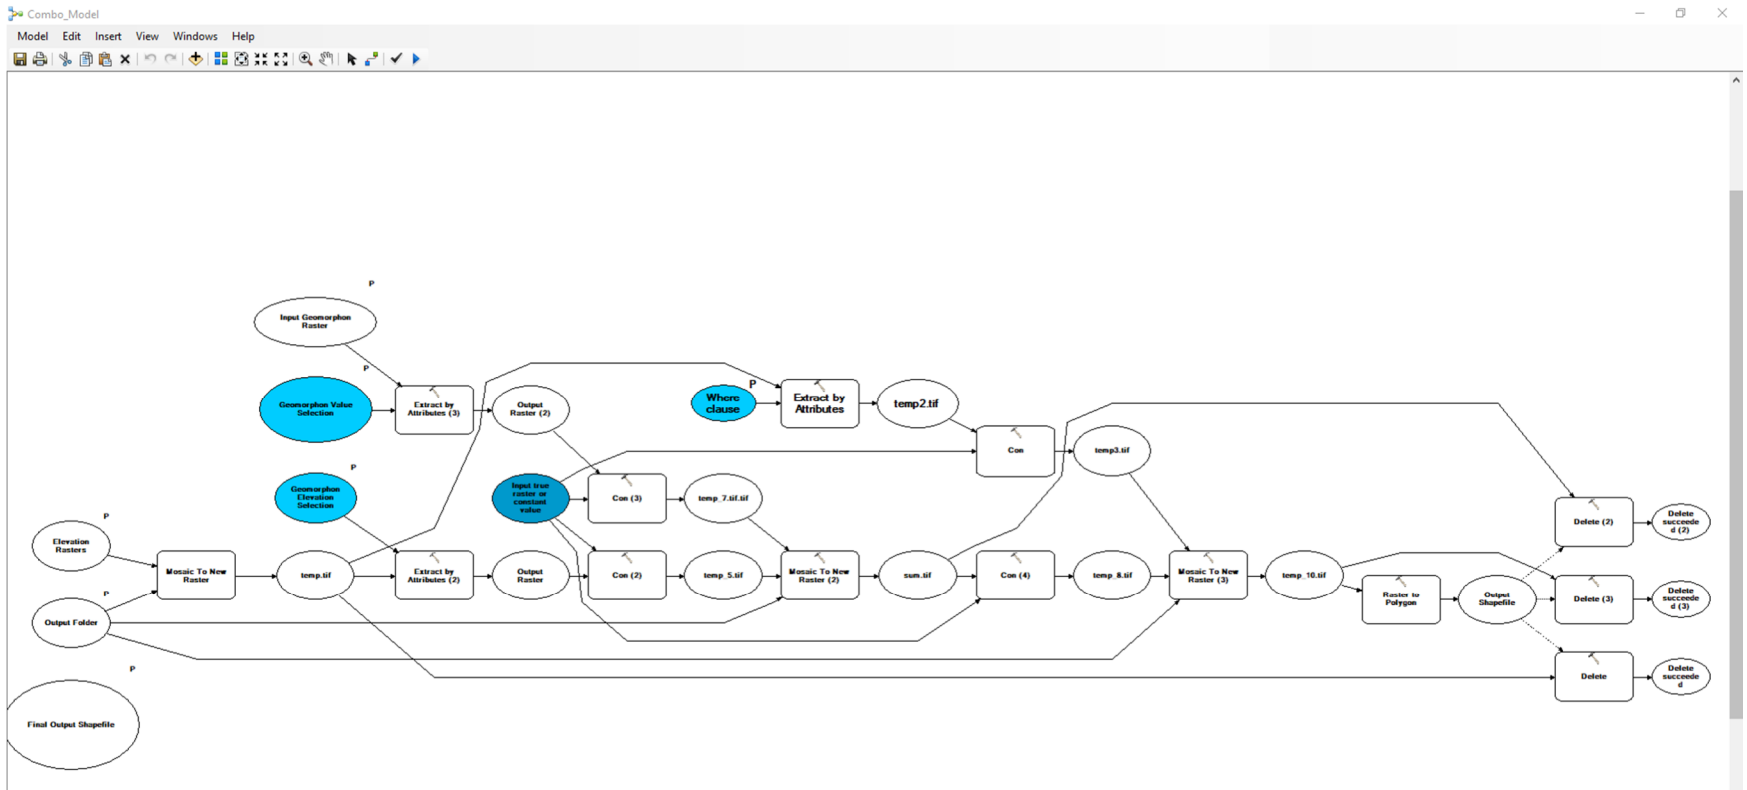 Combo_Model
Model Edit Insert View Windows Help
P
Input Geomorphon
Raster
P
Geomorphon Value
Selection
Extract by
Attributes (3)
Output
Raster (2)
P
Where
clause
Extract by
Attributes
temp2.tif
Con
temp3.tif
P
Geomorphon
Elevation
Selection
Input true
raster or
constant
value
Con (3)
temp_7.tif.tif
P
Elevation
Rasters
Mosaic To New
Raster
temp.tif
Extract by
Attributes (2)
Output
Raster
Con (2)
temp_5.tif
Mosaic To New
Raster (2)
sum.tif
Con (4)
temp_8.tif
Mosaic To New
Raster (3)
temp_10.tif
Raster to
Polygon
Output
Shapefile
Delete (2)
Delete
succeede
d (2)
Delete (3)
Delete
succeede
d (3)
Delete
Delete
succeede
d
P
Output Folder
P
Final Output Shapefile